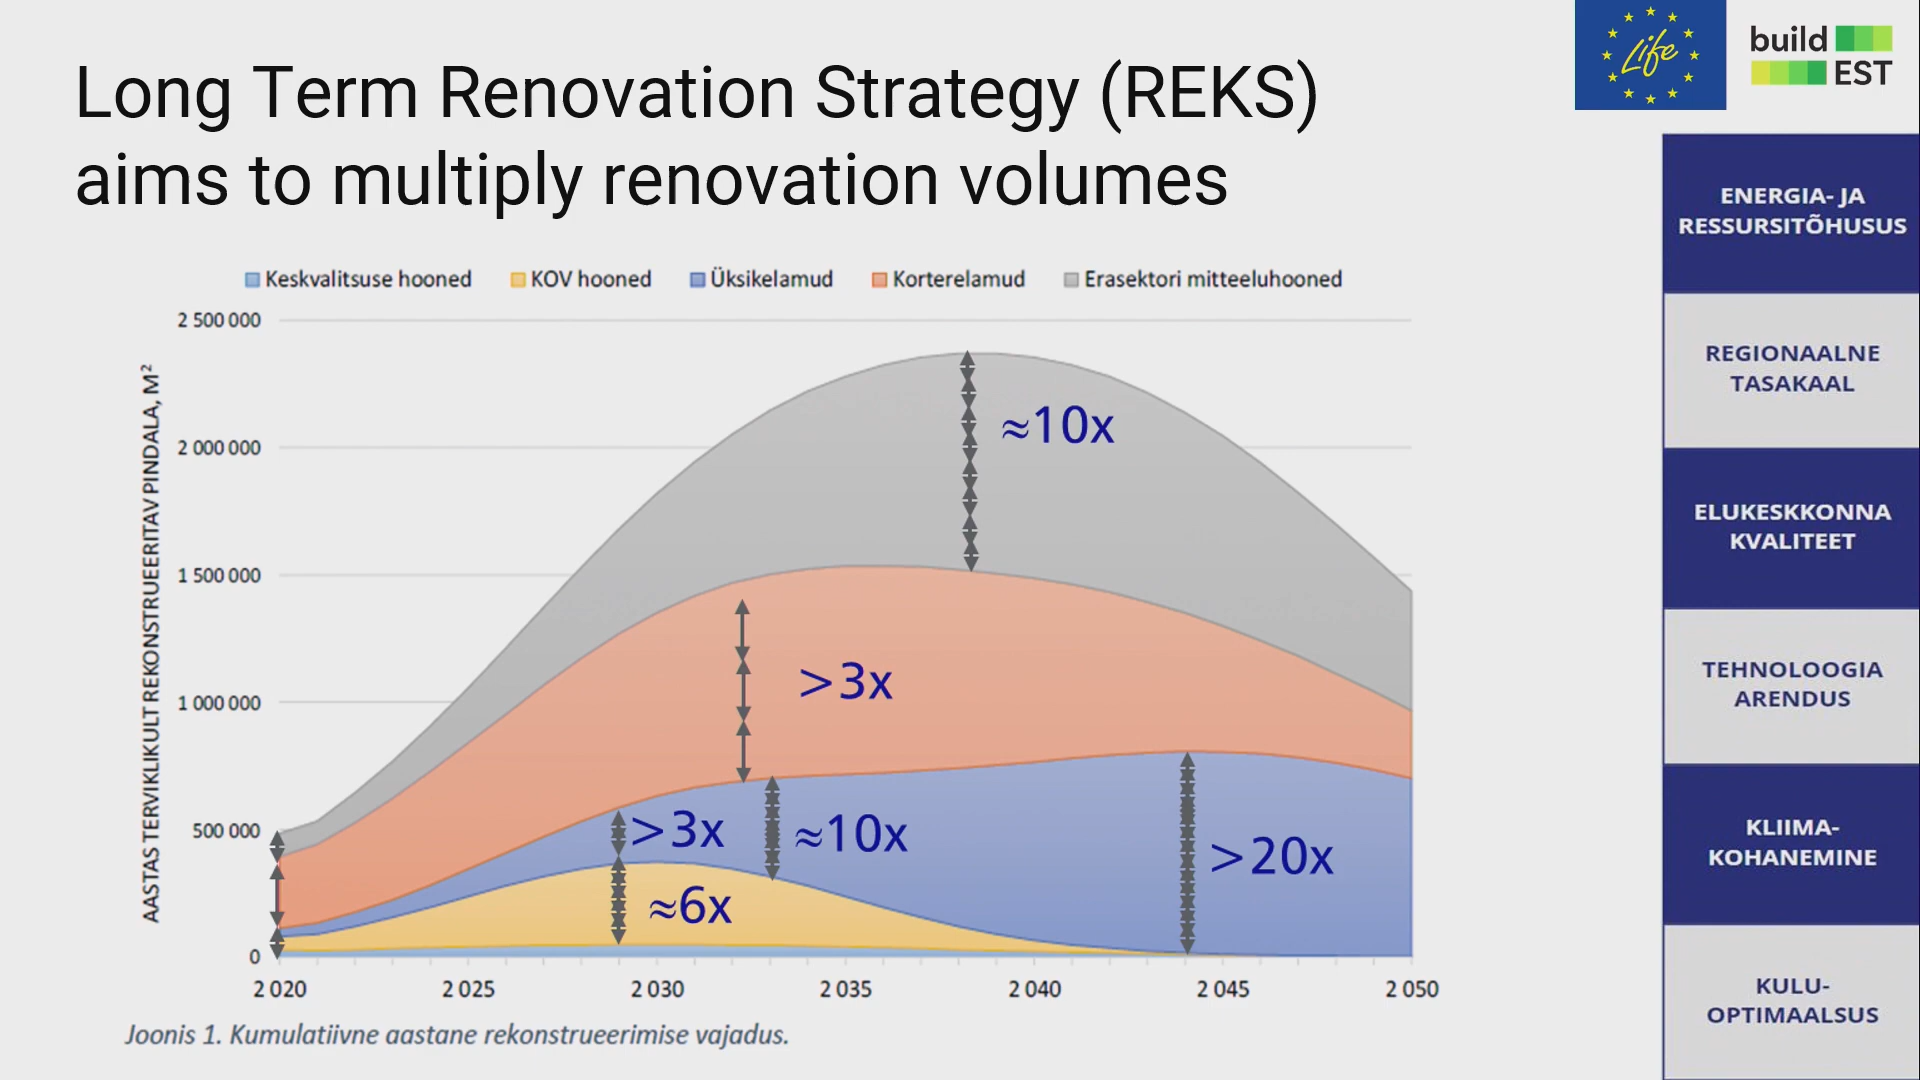 Long Term Renovation Strategy (REKS)
aims to multiply renovation volumes
Life
build
EST
Keskvalitsuse hooned KOV hooned Üksikelamud Korterelamud Erasektori mitteeluhooned
AASTAS TERVIKLIKULT REKONSTRUEERITAV PINDALA, M²
2 500 000
2 000 000
1 500 000
1 000 000
500 000
0
≈10x
>3x
>3x
≈10x
>20x
≈6x
2 020 2 025 2 030 2 035 2 040 2 045 2 050
Joonis 1. Kumulatiivne aastane rekonstrueerimise vajadus.
ENERGIA- JA
RESSURSITÕHUSUS
REGIONAALNE
TASAKAAL
ELUKESKKONNA
KVALITEET
TEHNOLOOGIA
ARENDUS
KLIIMA-
KOHANEMINE
KULU-
OPTIMAALSUS